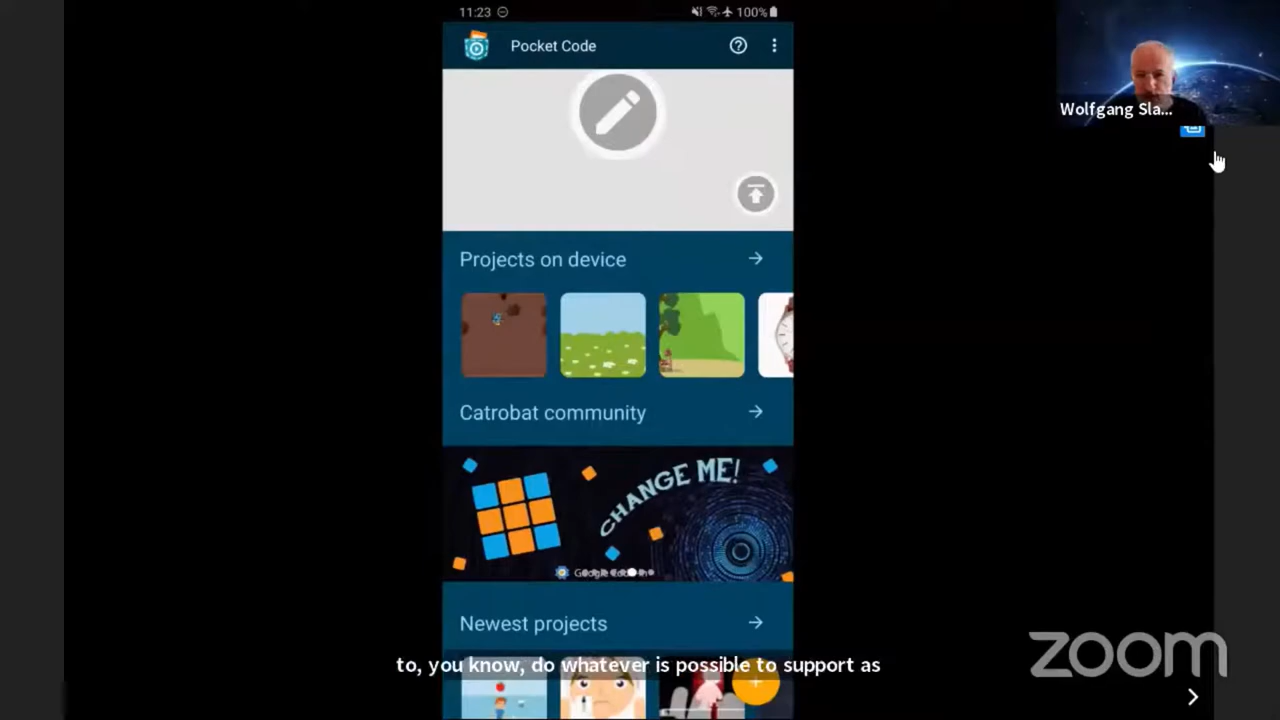 11:23
100%
Pocket Code
Wolfgang Sla...
Projects on device
Catrobat community
CHANGE ME!
Newest projects
to, you know, do whatever is possible to support as
zoom